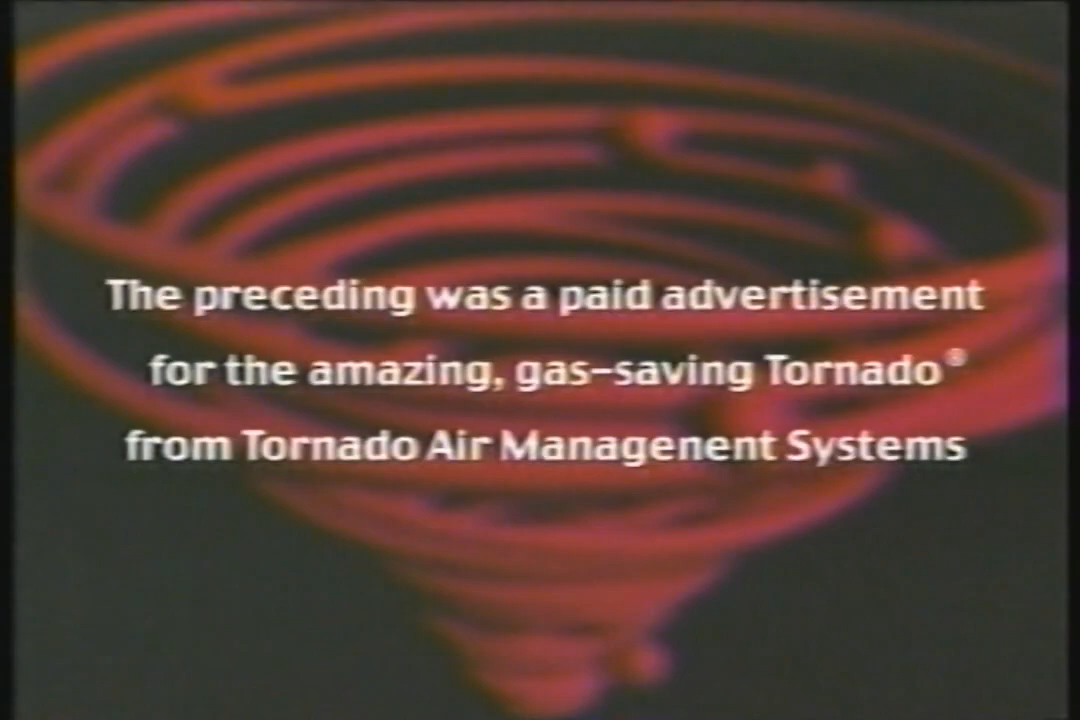 The preceding was a paid advertisement
for the amazing, gas-saving Tornado®
from Tornado Air Managenent Systems